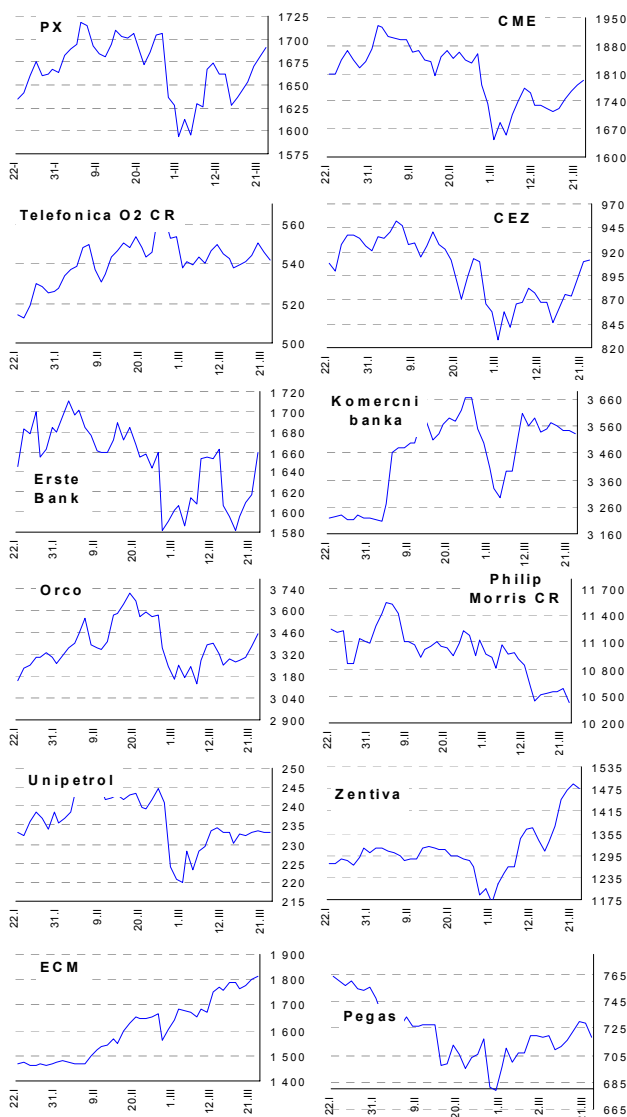 PX
1725
1700
1675
1650
1625
1600
1575
22-I
31-I
9-II
20-II
1-III
12-III
21-III
CME
1950
1880
1810
1740
1670
1600
22.I
31.I
9.II
20.II
1.III
12.III
21.III
Telefonica O2 CR
560
540
520
500
22.I
31.I
9.II
20.II
1.III
12.III
21.III
CEZ
970
945
920
895
870
845
820
22.I
31.I
9.II
20.II
1.III
12.III
21.III
Erste
Bank
1 720
1 700
1 680
1 660
1 640
1 620
1 600
1 580
22.I
31.I
9.II
20.II
1.III
12.III
21.III
Komercni
banka
3 660
3 560
3 460
3 360
3 260
3 160
22.I
31.I
9.II
20.II
1.III
12.III
21.III
Orco
3 740
3 600
3 460
3 320
3 180
3 040
2 900
22.I
31.I
9.II
20.II
1.III
12.III
21.III
Philip
Morris CR
11 700
11 400
11 100
10 800
10 500
10 200
22.I
31.I
9.II
20.II
1.III
12.III
21.III
Unipetrol
250
245
240
235
230
225
220
215
22.I
31.I
9.II
20.II
1.III
12.III
21.III
Zentiva
1535
1475
1415
1355
1295
1235
1175
22.I
31.I
9.II
20.II
1.III
12.III
21.III
ECM
1 900
1 800
1 700
1 600
1 500
1 400
22.I
31.I
9.II
20.II
1.III
12.III
21.III
Pegas
765
745
725
705
685
665
22.I
31.I
9.II
20.II
1.III
2.III
21.III